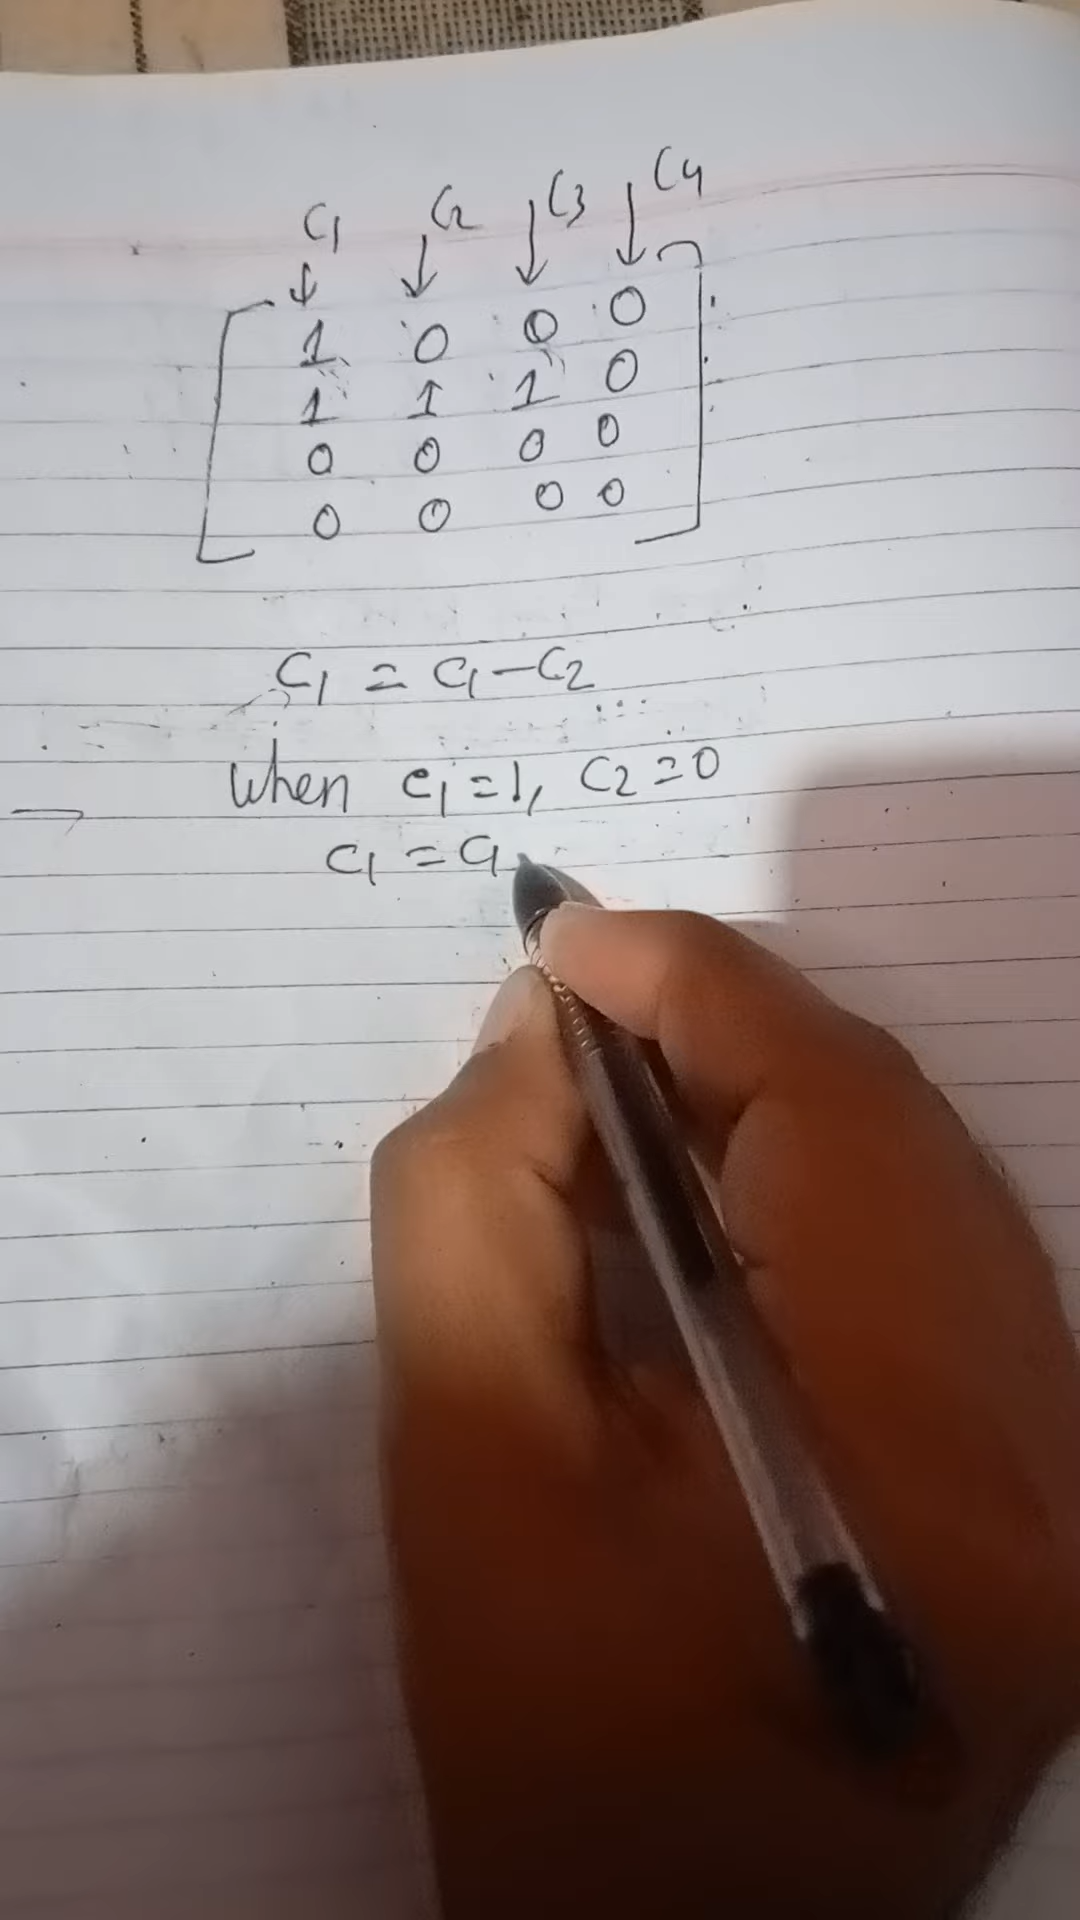 C1 C2 C3 C4
1 0 0 0
1 1 1 0
0 0 0 0
0 0 0 0
C1 = C1 - C2
When C1 = 1, C2 = 0
C1 = C1